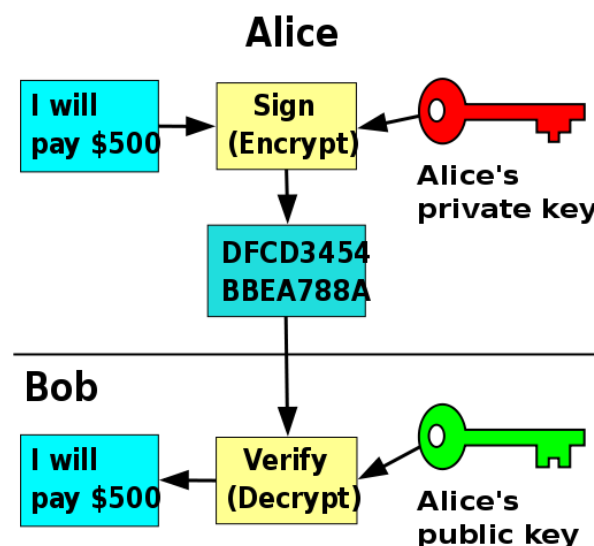 Alice
I will
pay $500
Sign
(Encrypt)
Alice's
private key
DFCD3454
BBEA788A
Bob
I will
pay $500
Verify
(Decrypt)
Alice's
public key